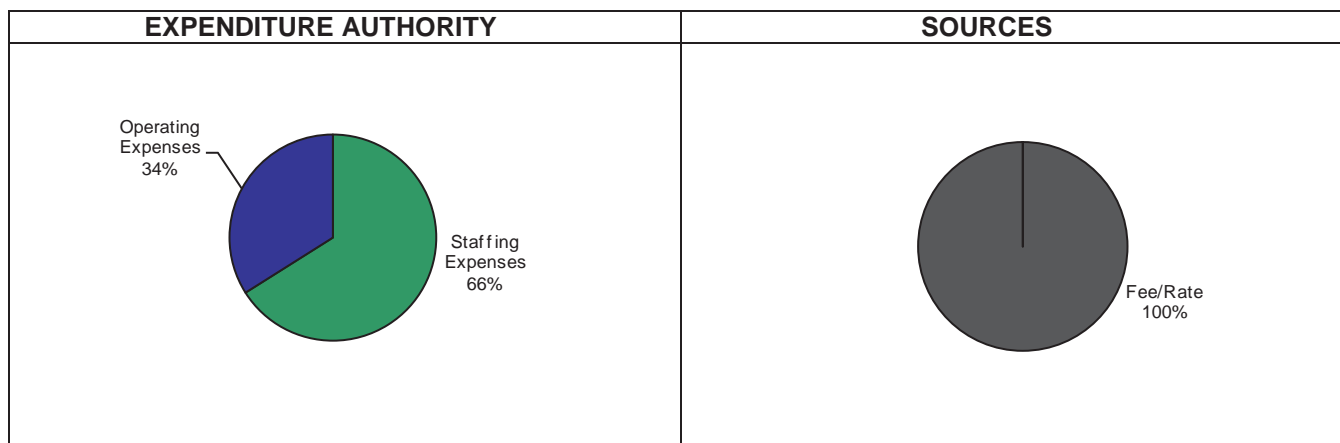 EXPENDITURE AUTHORITY
Operating
Expenses
34%
Staffing
Expenses
66%
SOURCES
Fee/Rate
100%